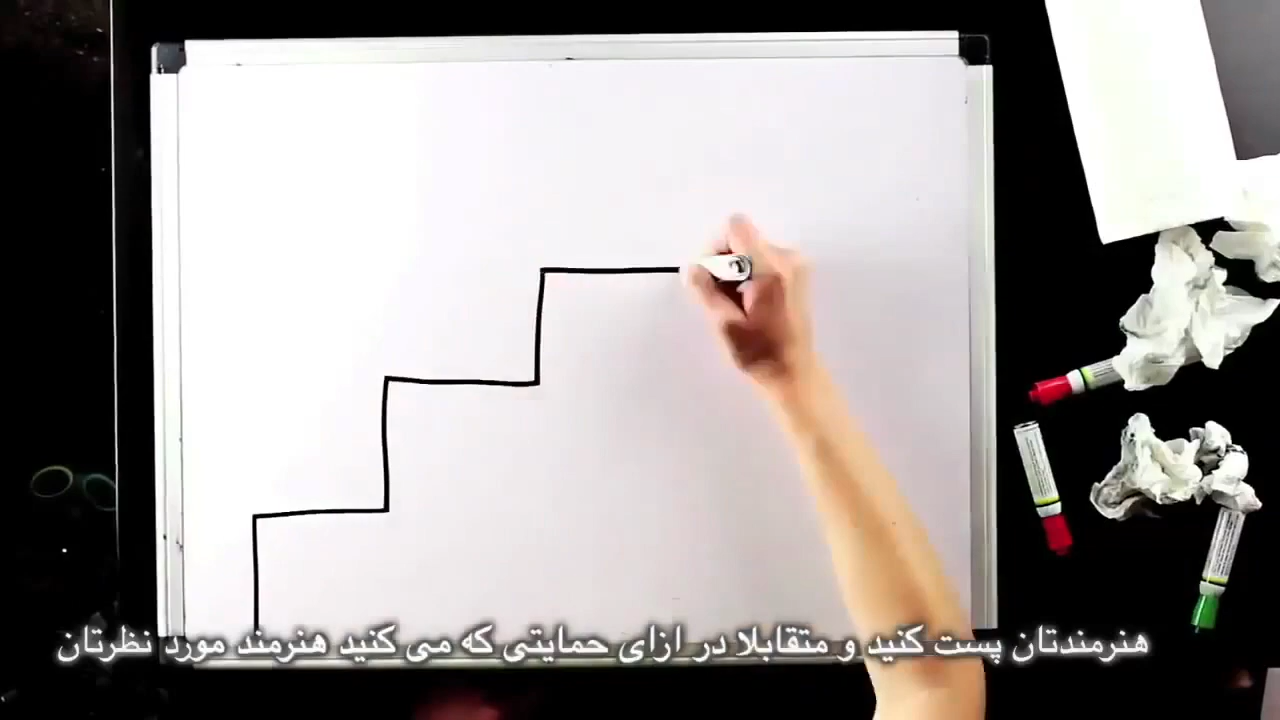 هنرمندتان پست کنید و متقابلا در ازای حمایتی که می کنید هنرمند مورد نظرتان